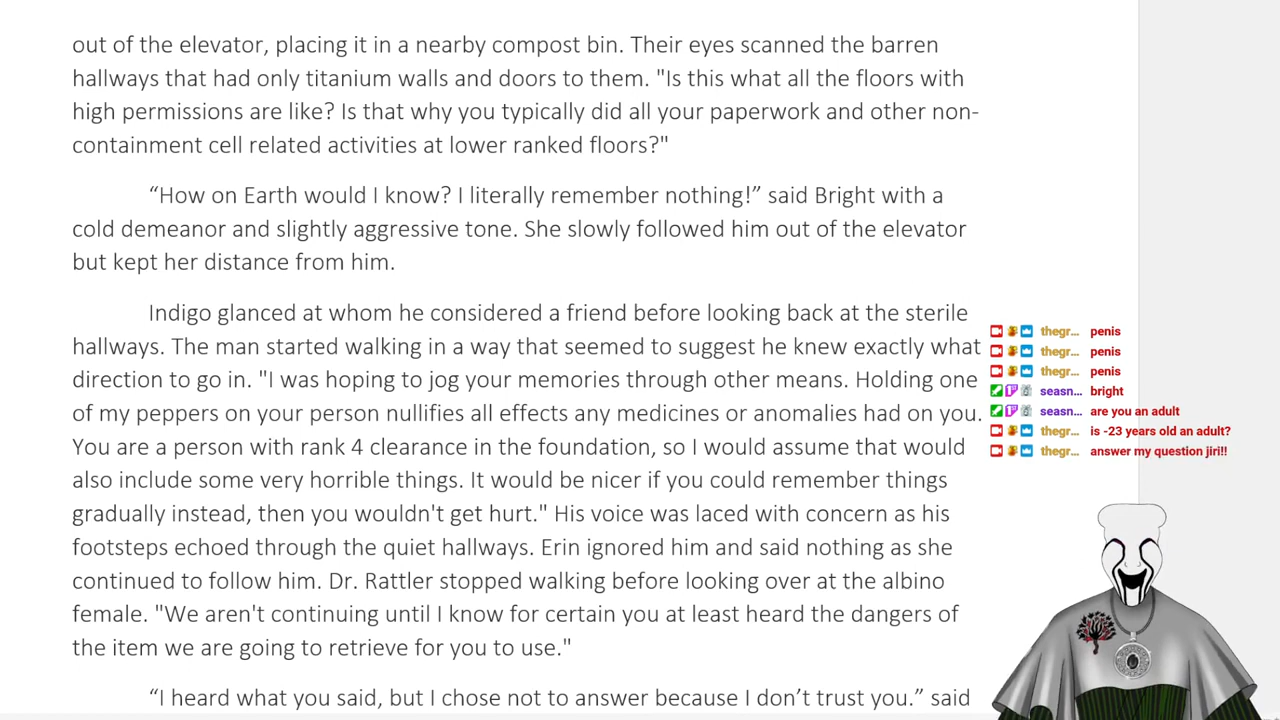 out of the elevator, placing it in a nearby compost bin. Their eyes scanned the barren
hallways that had only titanium walls and doors to them. "Is this what all the floors with
high permissions are like? Is that why you typically did all your paperwork and other non-
containment cell related activities at lower ranked floors?"
“How on Earth would I know? I literally remember nothing!” said Bright with a
cold demeanor and slightly aggressive tone. She slowly followed him out of the elevator
but kept her distance from him.
Indigo glanced at whom he considered a friend before looking back at the sterile
hallways. The man started walking in a way that seemed to suggest he knew exactly what
direction to go in. "I was hoping to jog your memories through other means. Holding one
of my peppers on your person nullifies all effects any medicines or anomalies had on you.
You are a person with rank 4 clearance in the foundation, so I would assume that would
also include some very horrible things. It would be nicer if you could remember things
gradually instead, then you wouldn't get hurt." His voice was laced with concern as his
footsteps echoed through the quiet hallways. Erin ignored him and said nothing as she
continued to follow him. Dr. Rattler stopped walking before looking over at the albino
female. "We aren't continuing until I know for certain you at least heard the dangers of
the item we are going to retrieve for you to use."
“I heard what you said, but I chose not to answer because I don’t trust you.” said
thegr... penis
thegr... penis
thegr... penis
seasn... bright
seasn... are you an adult
thegr... is -23 years old an adult?
thegr... answer my question jiri!!